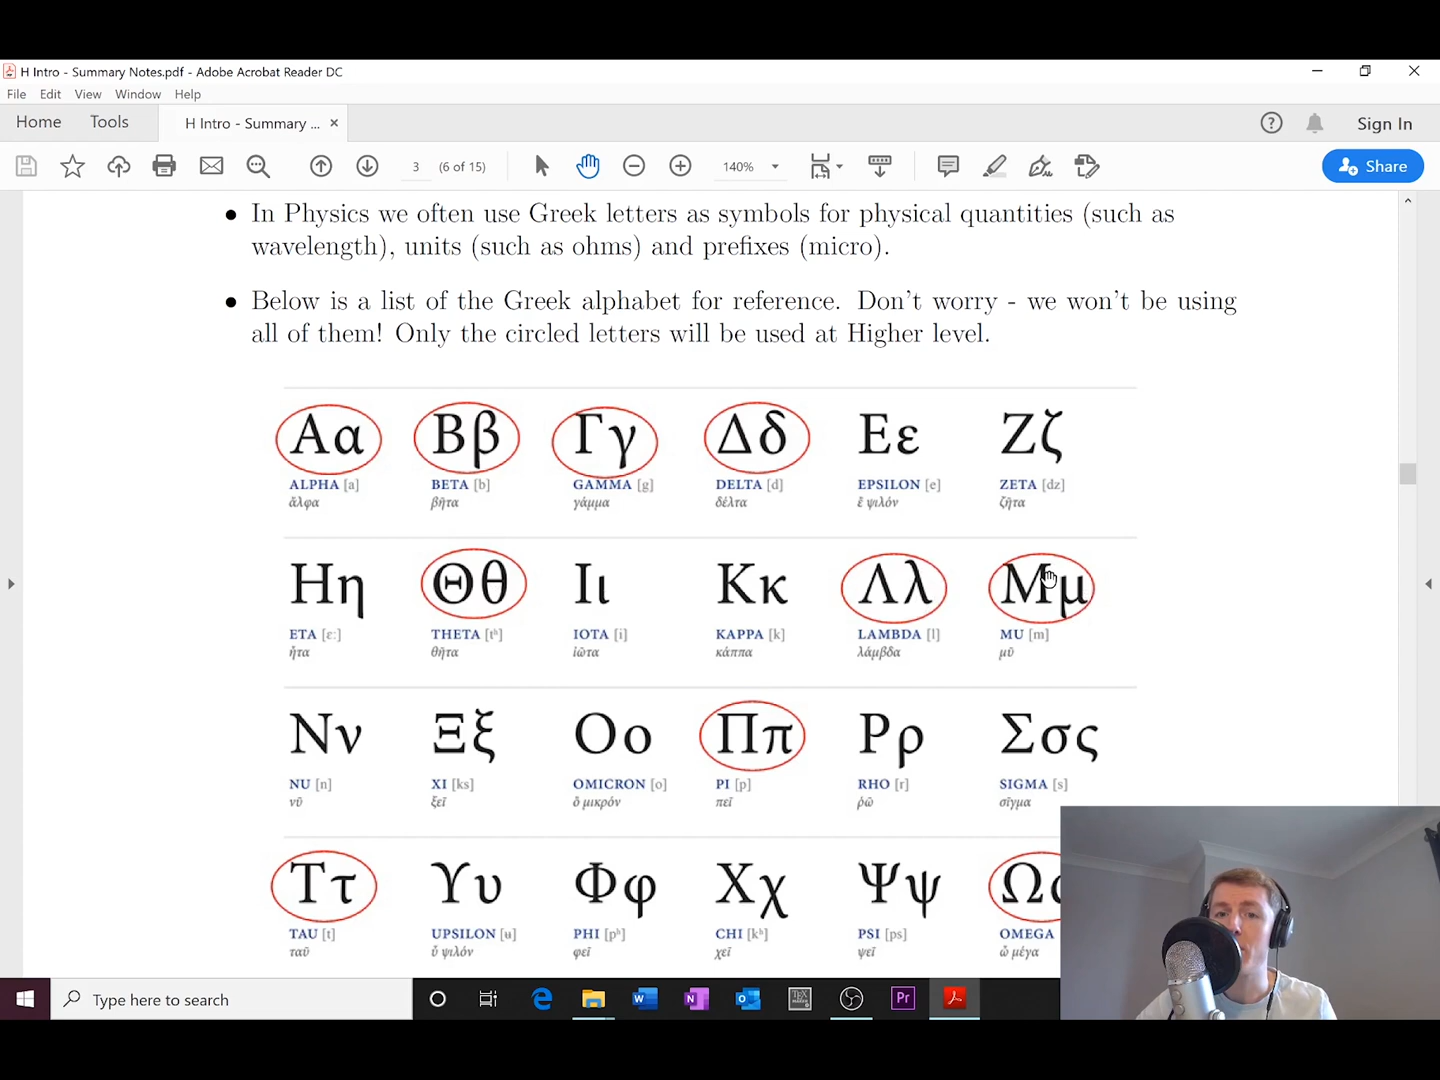 H Intro - Summary Notes.pdf - Adobe Acrobat Reader DC
File Edit View Window Help
Home Tools H Intro - Summary ... × Sign In
3 (6 of 15) 140% Share
• In Physics we often use Greek letters as symbols for physical quantities (such as
wavelength), units (such as ohms) and prefixes (micro).
• Below is a list of the Greek alphabet for reference. Don't worry - we won't be using
all of them! Only the circled letters will be used at Higher level.
Αα Ββ Γγ Δδ Εε Ζζ
ALPHA [a] BETA [b] GAMMA [g] DELTA [d] EPSILON [e] ZETA [dz]
ἄλφα βῆτα γάμμα δέλτα ἒ ψιλόν ζῆτα
Ηη Θθ Ιι Κκ Λλ Μμ
ETA [ɛ:] THETA [tʰ] IOTA [i] KAPPA [k] LAMBDA [l] MU [m]
ἦτα θῆτα ἰῶτα κάππα λάμβδα μῦ
Νν Ξξ Οο Ππ Ρρ Σσς
NU [n] XI [ks] OMICRON [o] PI [p] RHO [r] SIGMA [s]
νῦ ξεῖ ὂ μικρόν πεῖ ῥῶ σῖγμα
Ττ Υυ Φφ Χχ Ψψ Ω
TAU [t] UPSILON [u] PHI [pʰ] CHI [kʰ] PSI [ps] OMEGA
ταῦ ὖ ψιλόν φεῖ χεῖ ψεῖ ὦ μέγα
Type here to search
Pr